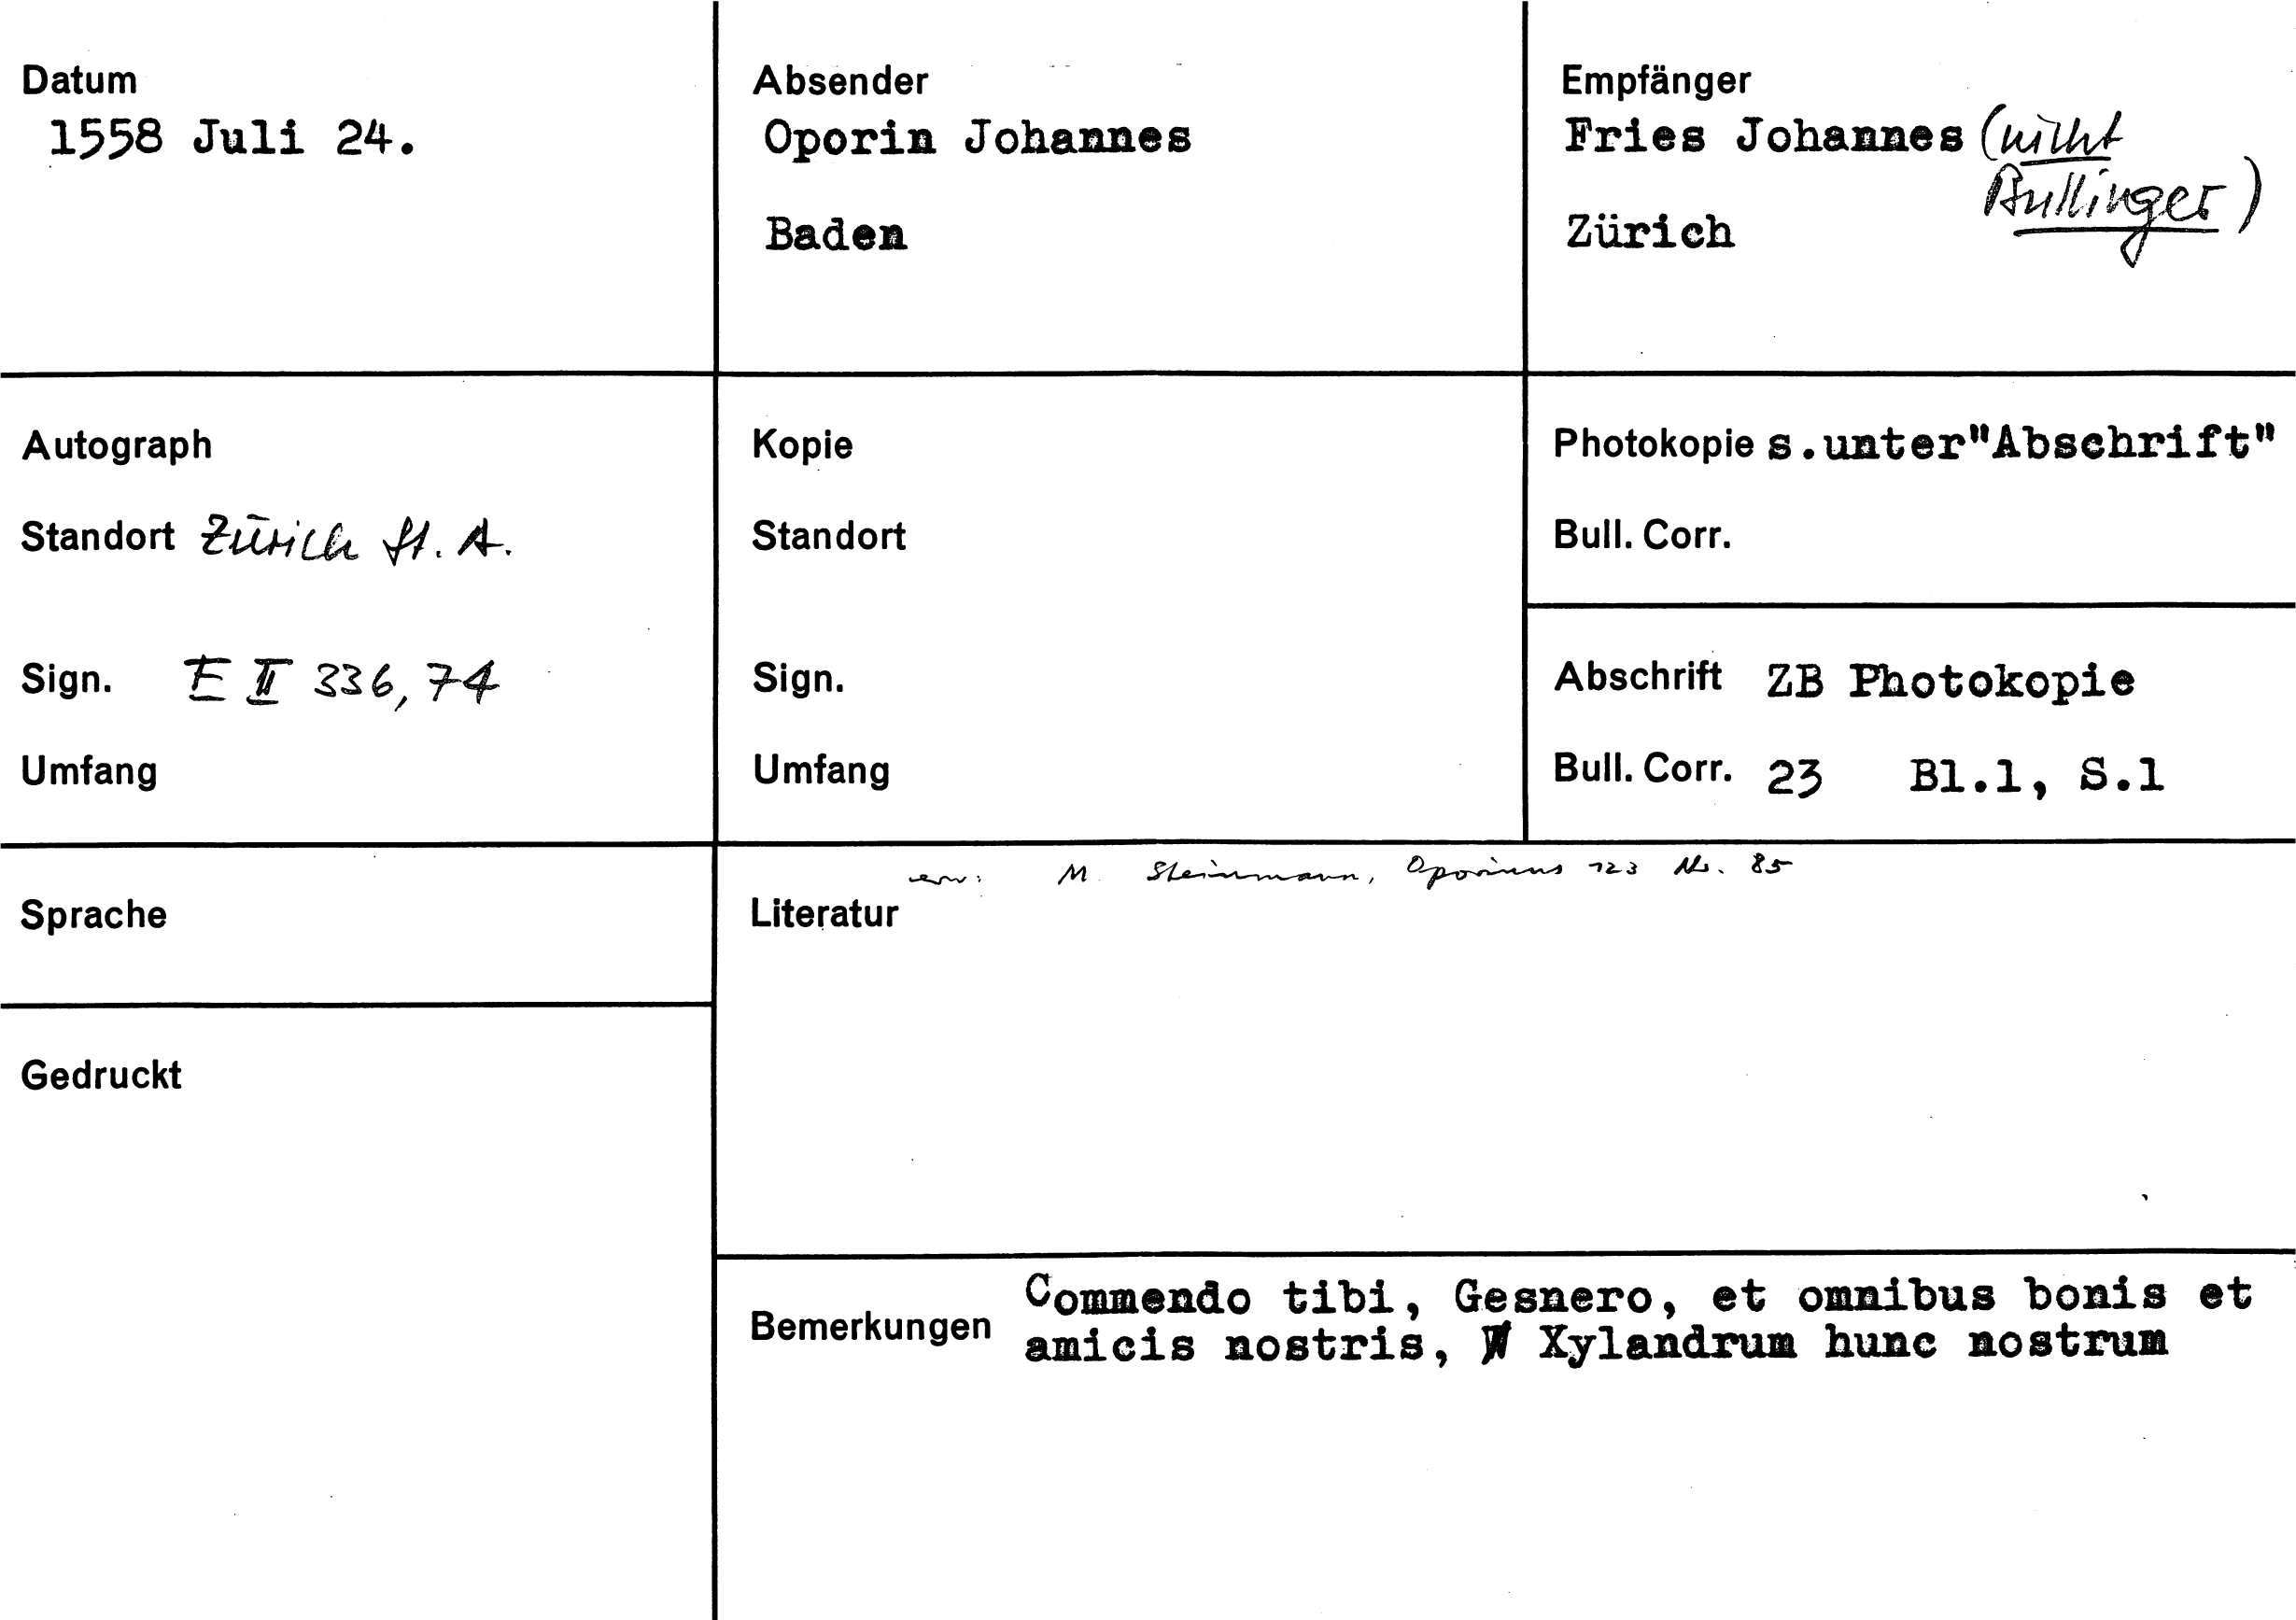 Datum
1558 Juli 24.
Absender
Oporin Johannes
Baden
Empfänger
Fries Johannes (nicht
Bullinger)
Zürich
Autograph
Standort Zürich St. A.
Sign. E II 336, 74
Umfang
Kopie
Standort
Sign.
Umfang
Photokopie s.unter"Abschrift"
Bull. Corr.
Abschrift ZB Photokopie
Bull. Corr. 23 Bl.1, S.1
Sprache
Gedruckt
erw: M. Steinmann, Oporinus 123 Nr. 85
Literatur
Bemerkungen
Commendo tibi, Gesnero, et omnibus bonis et
amicis nostris, Xylandrum hunc nostrum